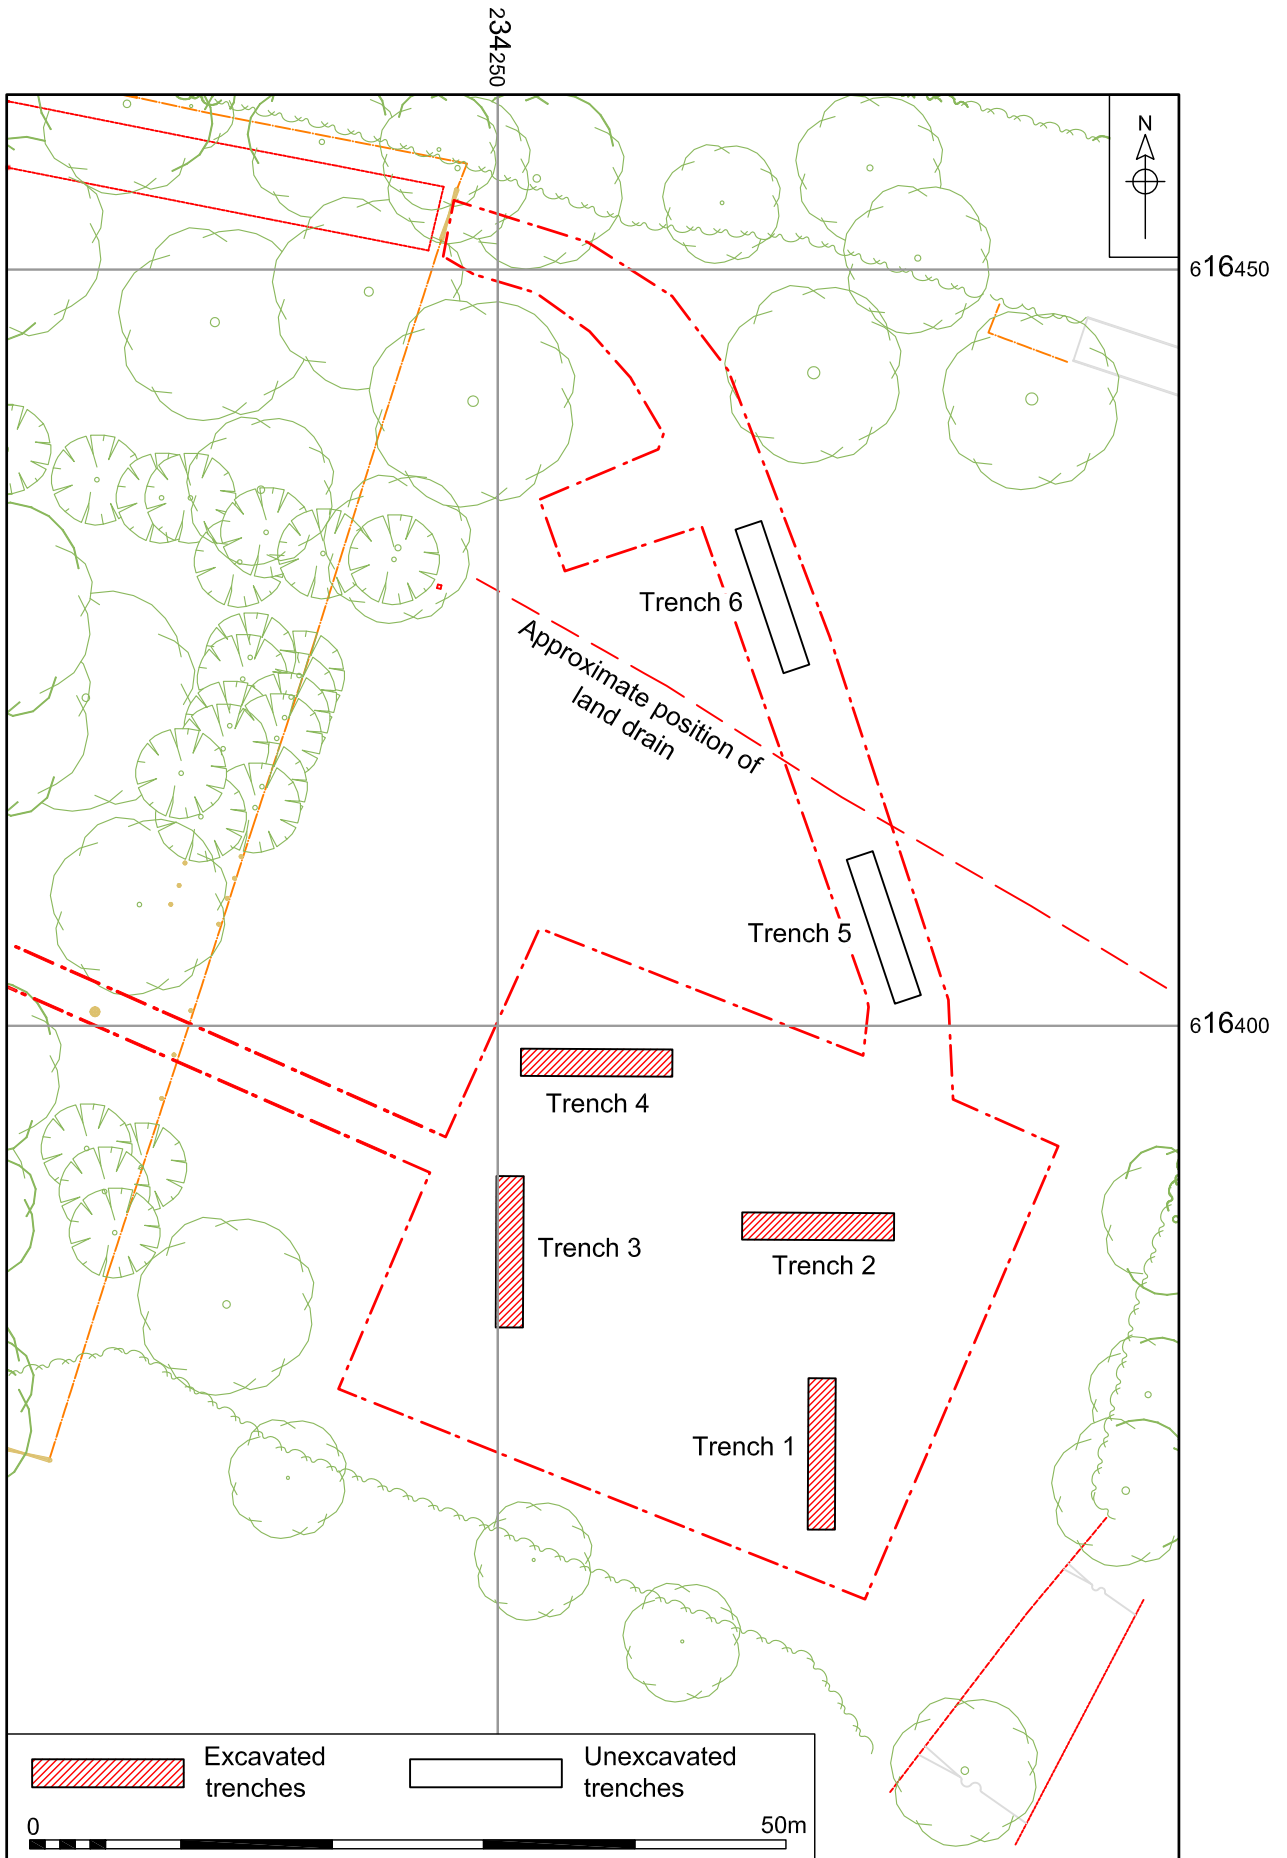 234250
N
616450
Trench 6
Approximate position of
land drain
Trench 5
616400
Trench 4
Trench 3
Trench 2
Trench 1
Excavated
trenches
Unexcavated
trenches
0
50m